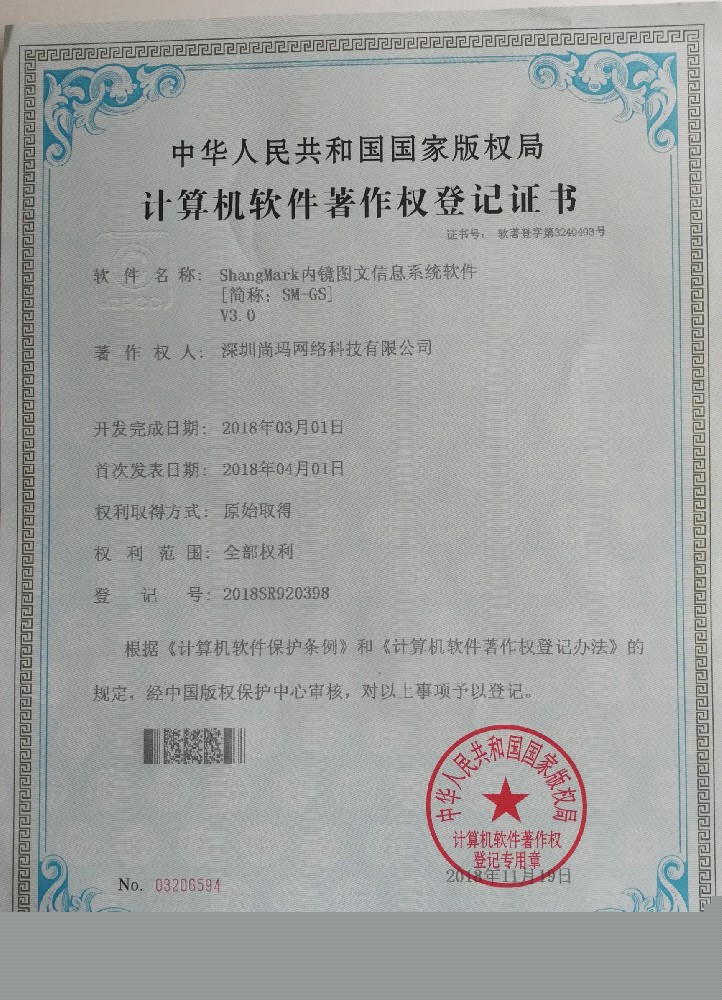 中华人民共和国国家版权局
计算机软件著作权登记证书
证书号： 软著登字第3249493号
软件名称： ShangMark内镜图文信息系统软件
[简称：SM-GS]
V3.0
著作权人： 深圳尚玛网络科技有限公司
开发完成日期： 2018年03月01日
首次发表日期： 2018年04月01日
权利取得方式： 原始取得
权利范围： 全部权利
登记号： 2018SR920398
根据《计算机软件保护条例》和《计算机软件著作权登记办法》的
规定，经中国版权保护中心审核，对以上事项予以登记。
中华人民共和国国家版权局
计算机软件著作权
登记专用章
No. 03206594
2018年11月19日